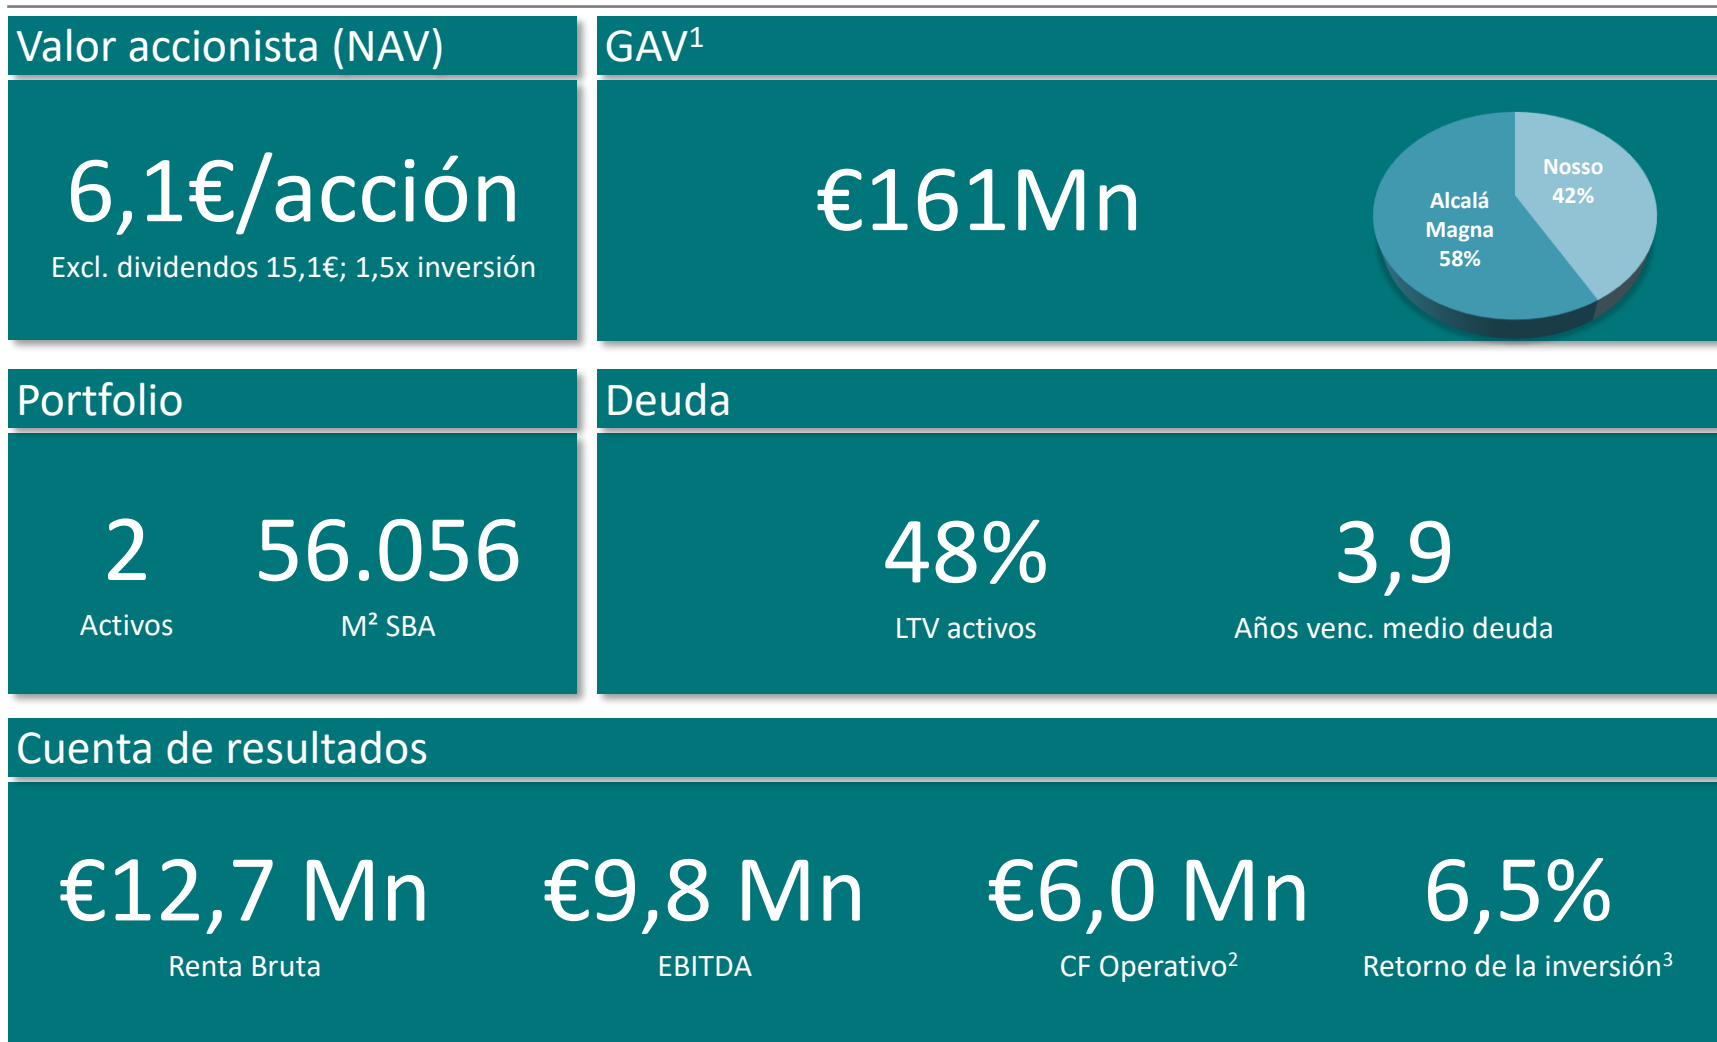 Valor accionista (NAV)
6,1€/acción
Excl. dividendos 15,1€; 1,5x inversión
GAV¹
€161Mn
Nosso
42%
Alcalá
Magna
58%
Portfolio
2
Activos
56.056
M² SBA
Deuda
48%
LTV activos
3,9
Años venc. medio deuda
Cuenta de resultados
€12,7 Mn
Renta Bruta
€9,8 Mn
EBITDA
€6,0 Mn
CF Operativo²
6,5%
Retorno de la inversión³